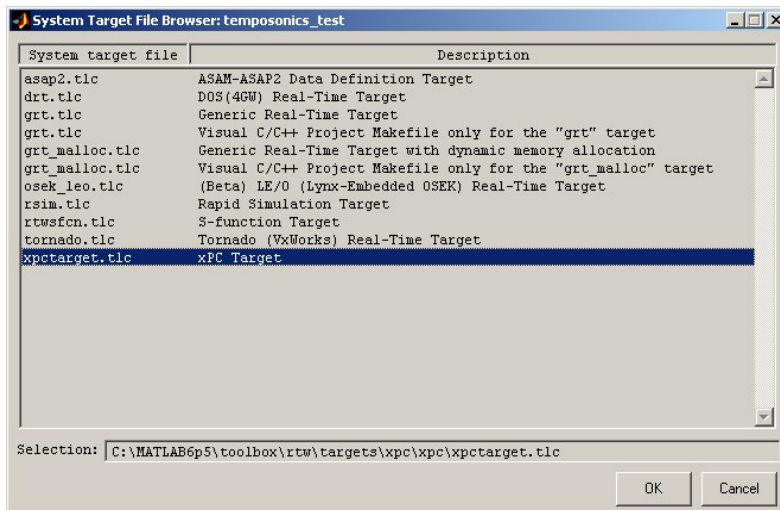 System Target File Browser: temposonics_test
System target file Description
asap2.tlc ASAM-ASAP2 Data Definition Target
drt.tlc DOS(4GW) Real-Time Target
grt.tlc Generic Real-Time Target
grt.tlc Visual C/C++ Project Makefile only for the "grt" target
grt_malloc.tlc Generic Real-Time Target with dynamic memory allocation
grt_malloc.tlc Visual C/C++ Project Makefile only for the "grt_malloc" target
osek_leo.tlc (Beta) LE/O (Lynx-Embedded OSEK) Real-Time Target
rsim.tlc Rapid Simulation Target
rtwsfcn.tlc S-function Target
tornado.tlc Tornado (VxWorks) Real-Time Target
xpctarget.tlc xPC Target
Selection: C:\MATLAB6p5\toolbox\rtw\targets\xpc\xpc\xpctarget.tlc
OK Cancel